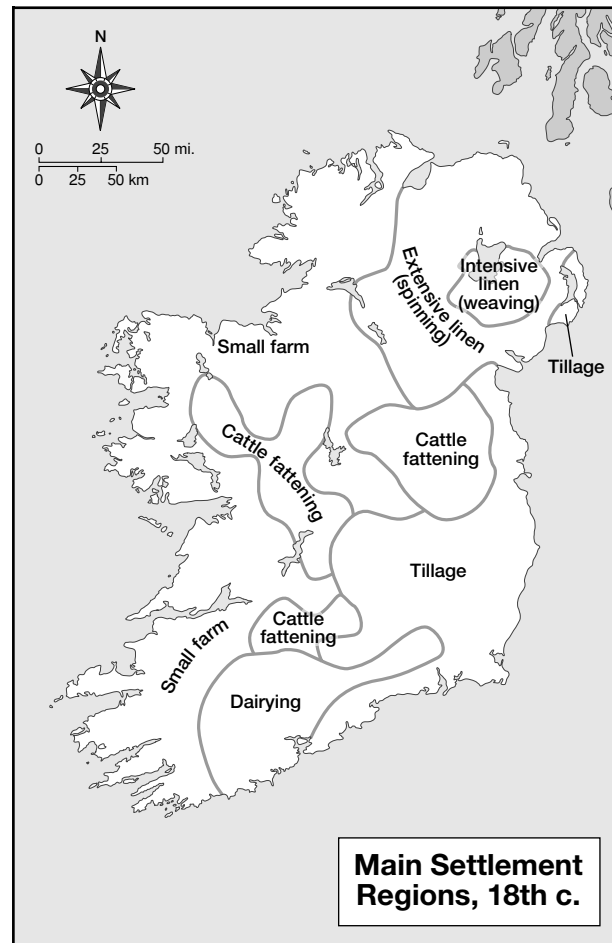 N
0 25 50 mi.
0 25 50 km
Extensive linen
(spinning)
Intensive
linen
(weaving)
Tillage
Small farm
Cattle fattening
Cattle
fattening
Tillage
Cattle
fattening
Small farm
Dairying
Main Settlement
Regions, 18th c.